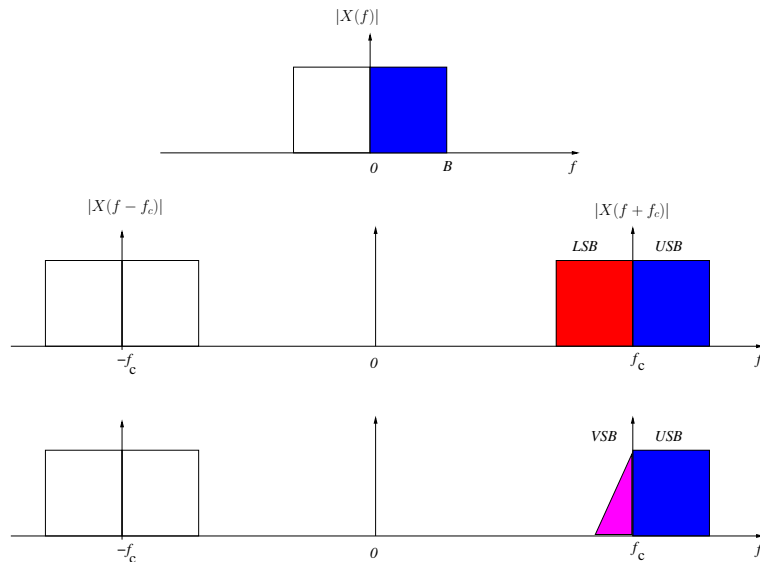 |X(f)|
0 B f
|X(f − f_c)| |X(f + f_c)|
LSB USB
−f_c 0 f_c f
VSB USB
−f_c 0 f_c f